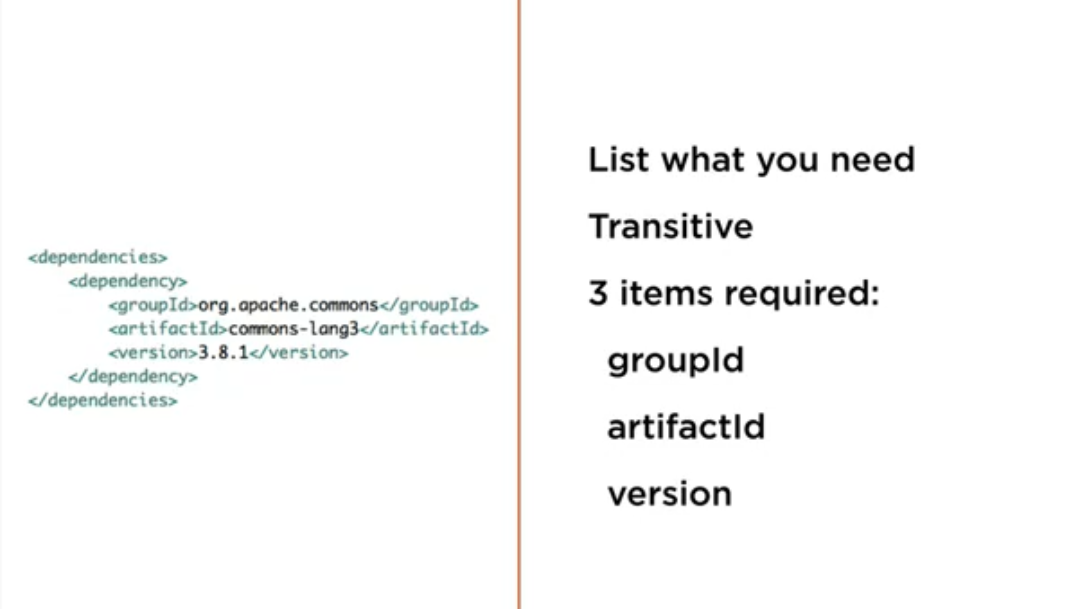 <dependencies>
    <dependency>
        <groupId>org.apache.commons</groupId>
        <artifactId>commons-lang3</artifactId>
        <version>3.8.1</version>
    </dependency>
</dependencies>
List what you need
Transitive
3 items required:
groupId
artifactId
version